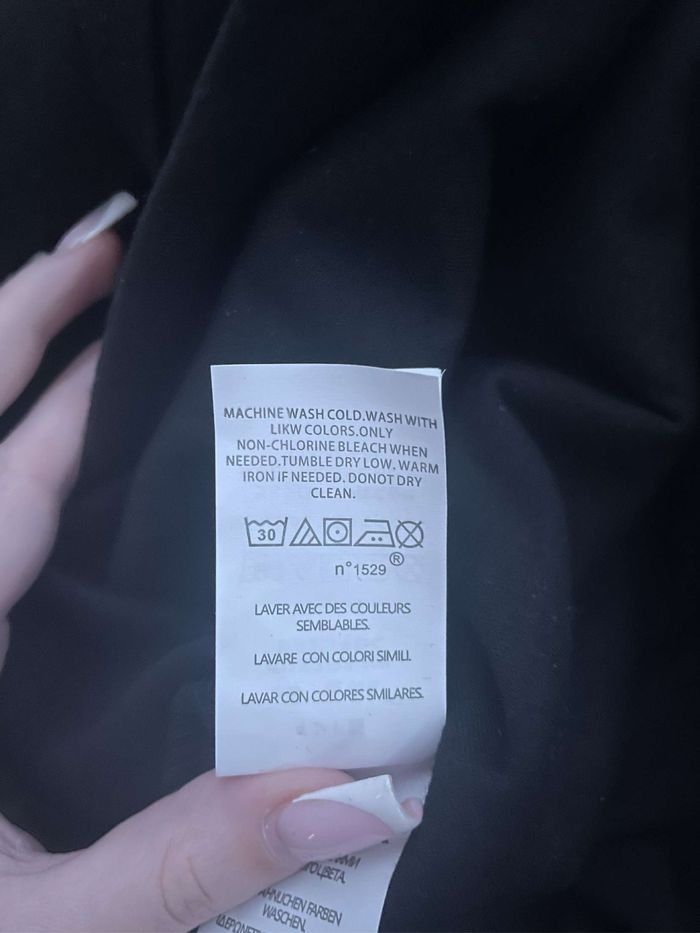 MACHINE WASH COLD.WASH WITH
LIKW COLORS.ONLY
NON-CHLORINE BLEACH WHEN
NEEDED.TUMBLE DRY LOW. WARM
IRON IF NEEDED. DONOT DRY
CLEAN.
30
n°1529®
LAVER AVEC DES COULEURS
SEMBLABLES.
LAVARE CON COLORI SIMILI.
LAVAR CON COLORES SMILARES.
FARBEN
WASCHEN.